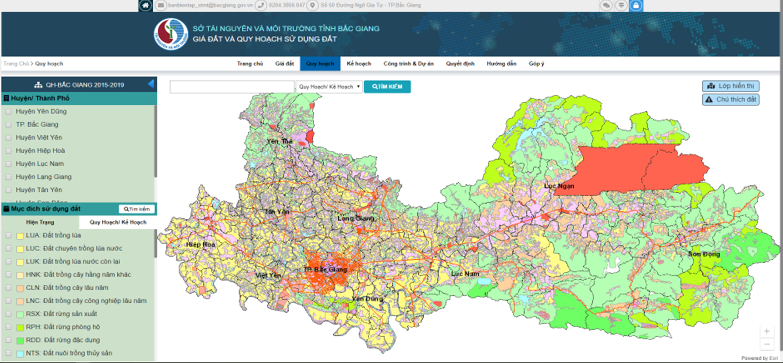 bandientap_stmt@bacgiang.gov.vn 0204.3856.947 Số 50 Đường Ngô Gia Tự - TP.Bắc Giang
SỞ TÀI NGUYÊN VÀ MÔI TRƯỜNG TỈNH BẮC GIANG
GIÁ ĐẤT VÀ QUY HOẠCH SỬ DỤNG ĐẤT
Trang Chủ > Quy hoạch
Trang chủ Giá đất Quy hoạch Kế hoạch Công trình & Dự án Quyết định Hướng dẫn Góp ý
QH-BẮC GIANG 2015-2019
Huyện/ Thành Phố
Huyện Yên Dũng
TP. Bắc Giang
Huyện Việt Yên
Huyện Hiệp Hoà
Huyện Lục Nam
Huyện Lạng Giang
Huyện Tân Yên
Mục đích sử dụng đất Tìm kiếm
Hiện Trạng Quy Hoạch/ Kế Hoạch
LUA: Đất trồng lúa
LUC: Đất chuyên trồng lúa nước
LUK: Đất trồng lúa nước còn lại
HNK: Đất trồng cây hằng năm khác
CLN: Đất trồng cây lâu năm
LNC: Đất trồng cây công nghiệp lâu năm
RSX: Đất rừng sản xuất
RPH: Đất rừng phòng hộ
RDD: Đất rừng đặc dụng
NTS: Đất nuôi trồng thủy sản
Quy Hoạch/ Kế Hoạch TÌM KIẾM
Lớp hiển thị
Chú thích đất
Yên Thế
Lục Ngạn
Tân Yên
Lạng Giang
Hiệp Hoà
Sơn Động
TP. Bắc Giang
Việt Yên
Lục Nam
Yên Dũng
+
−
Powered by Esri